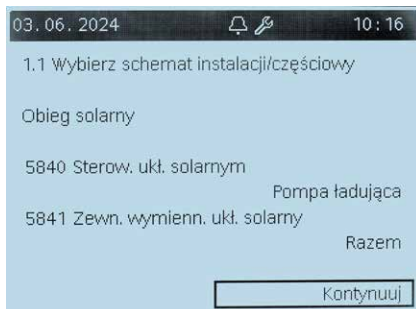 03.06.2024 10:16
1.1 Wybierz schemat instalacji/częściowy
Obieg solarny
5840 Sterow. ukł. solarnym
Pompa ładująca
5841 Zewn. wymienn. ukł. solarny
Razem
Kontynuuj